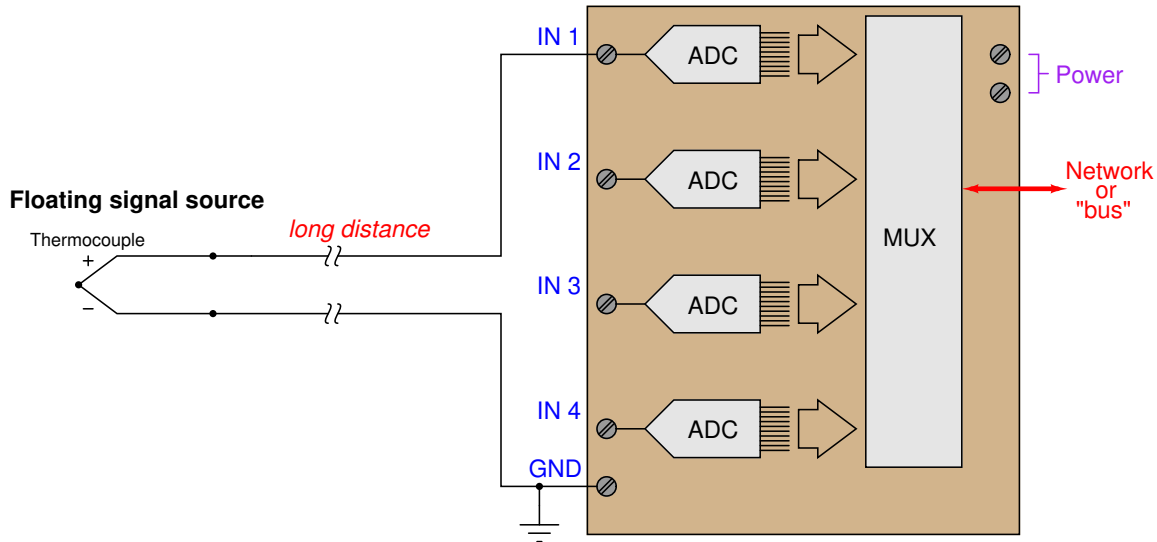 IN 1
ADC
Power
IN 2
ADC
Network
or
"bus"
Floating signal source
Thermocouple
+
long distance
MUX
IN 3
ADC
−
IN 4
ADC
GND